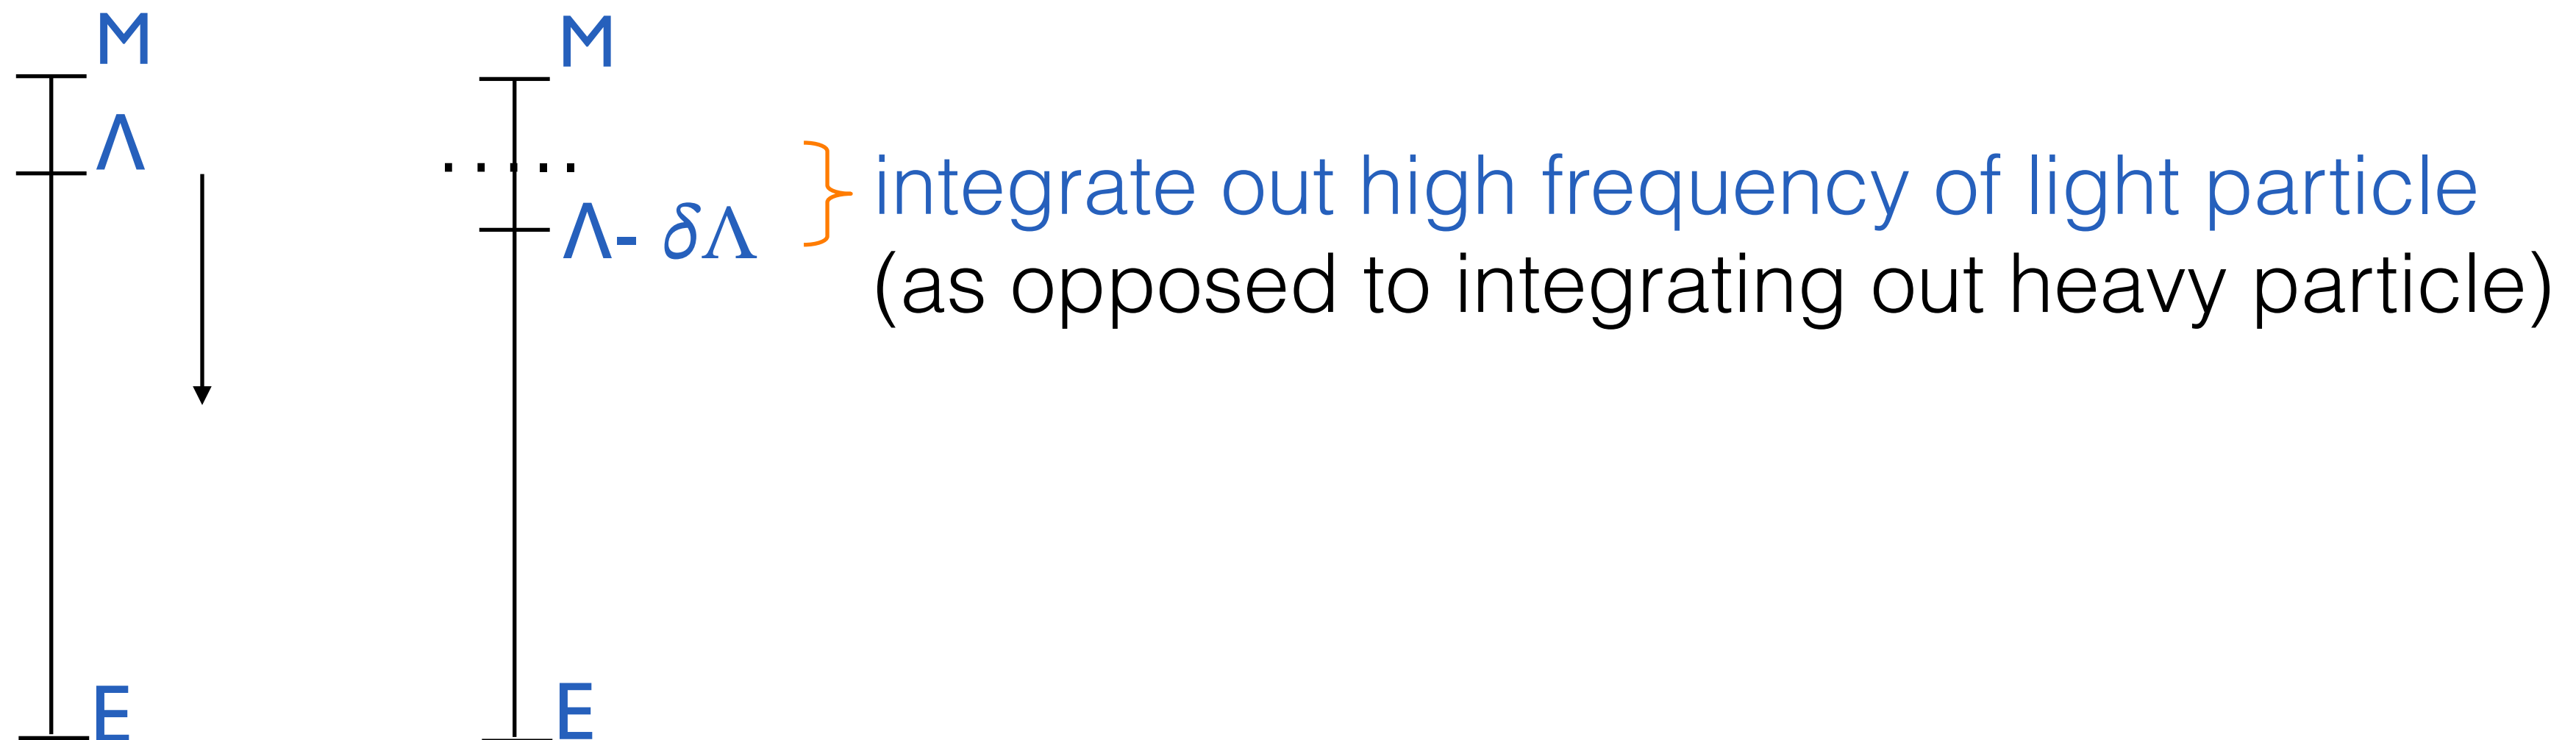 M
Λ
E
M
Λ- δΛ
E
integrate out high frequency of light particle
(as opposed to integrating out heavy particle)